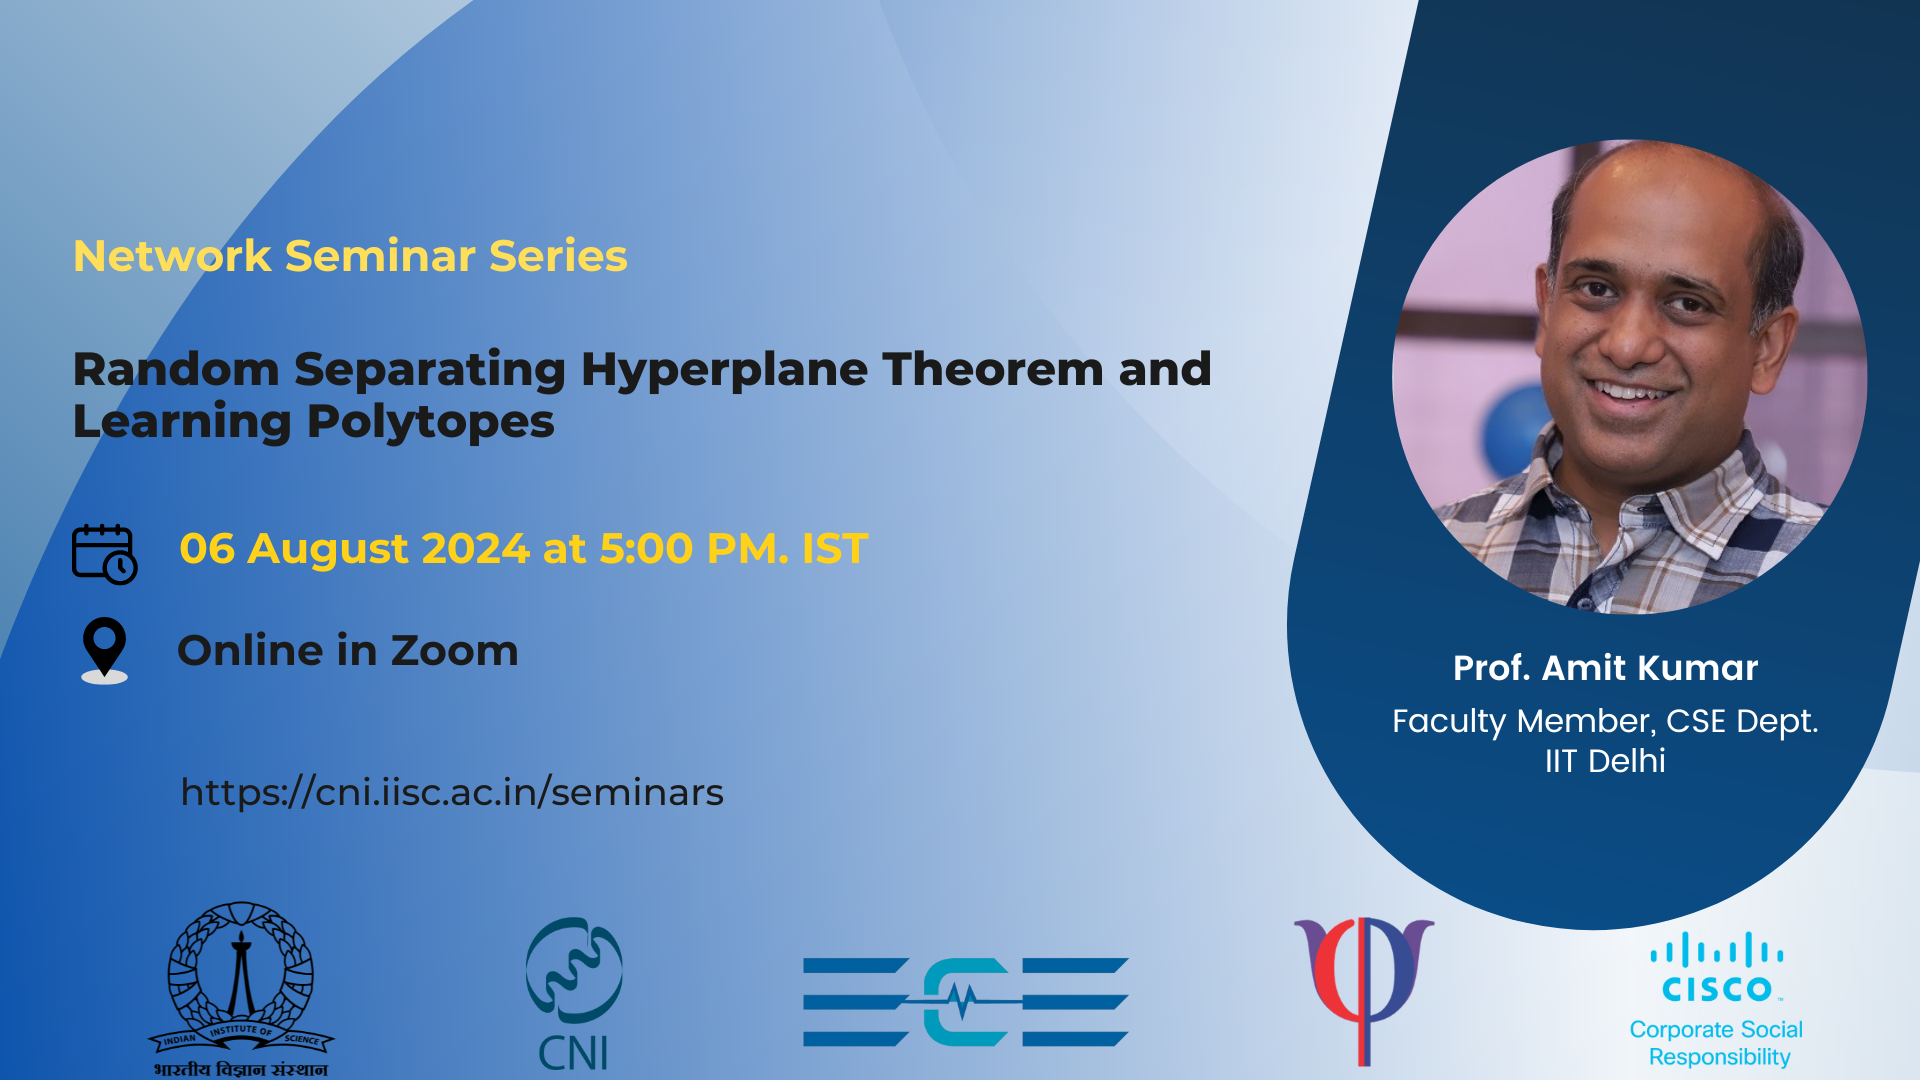 Network Seminar Series
Random Separating Hyperplane Theorem and
Learning Polytopes
06 August 2024 at 5:00 PM. IST
Online in Zoom
https://cni.iisc.ac.in/seminars
Prof. Amit Kumar
Faculty Member, CSE Dept.
IIT Delhi
INDIAN INSTITUTE OF SCIENCE
भारतीय विज्ञान संस्थान
CNI
ECE
CISCO
Corporate Social
Responsibility